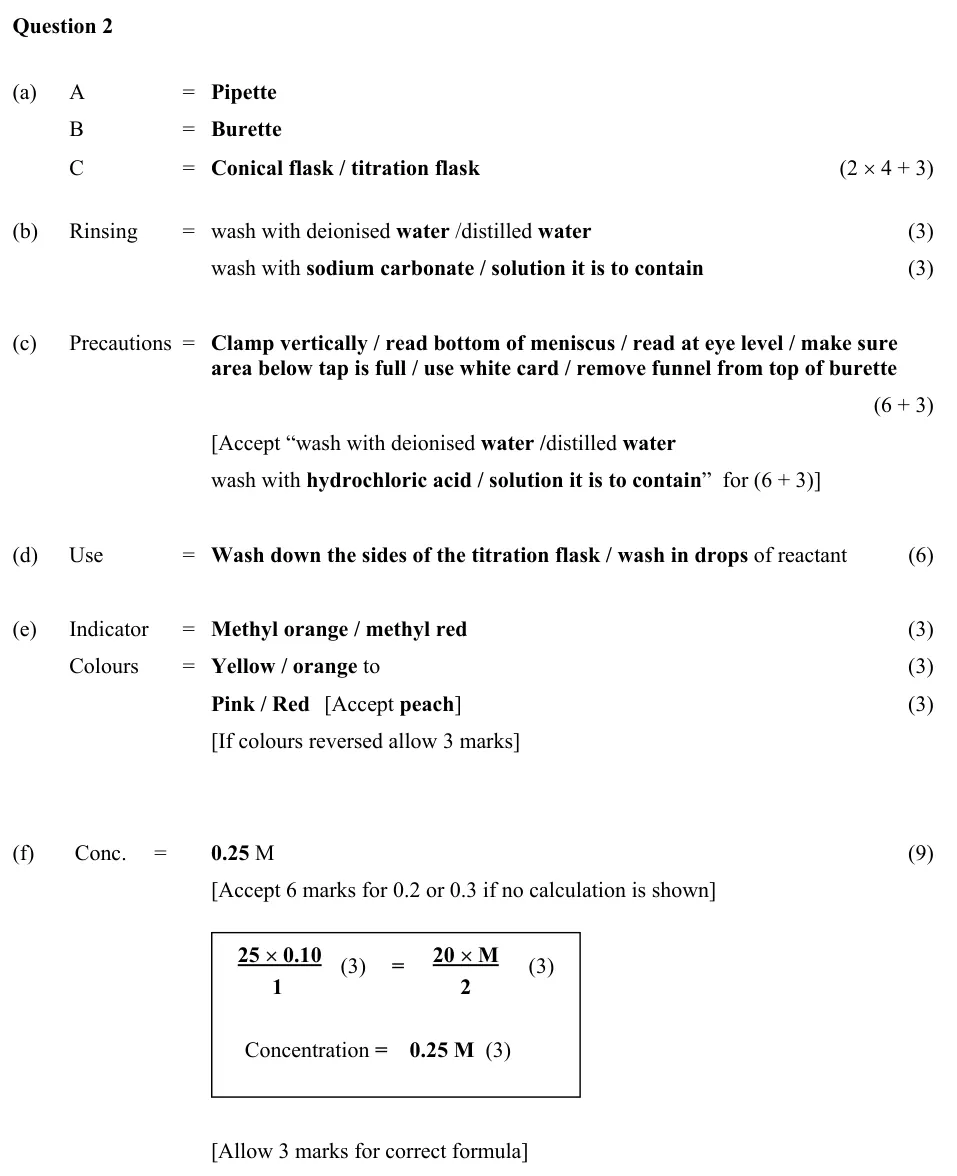 Question 2
(a) A = Pipette
B = Burette
C = Conical flask / titration flask (2 × 4 + 3)
(b) Rinsing = wash with deionised water /distilled water (3)
wash with sodium carbonate / solution it is to contain (3)
(c) Precautions = Clamp vertically / read bottom of meniscus / read at eye level / make sure
area below tap is full / use white card / remove funnel from top of burette
(6 + 3)
[Accept “wash with deionised water /distilled water
wash with hydrochloric acid / solution it is to contain” for (6 + 3)]
(d) Use = Wash down the sides of the titration flask / wash in drops of reactant (6)
(e) Indicator = Methyl orange / methyl red (3)
Colours = Yellow / orange to (3)
Pink / Red [Accept peach] (3)
[If colours reversed allow 3 marks]
(f) Conc. = 0.25 M (9)
[Accept 6 marks for 0.2 or 0.3 if no calculation is shown]
25 × 0.10 (3) = 20 × M (3)
1 2
Concentration = 0.25 M (3)
[Allow 3 marks for correct formula]